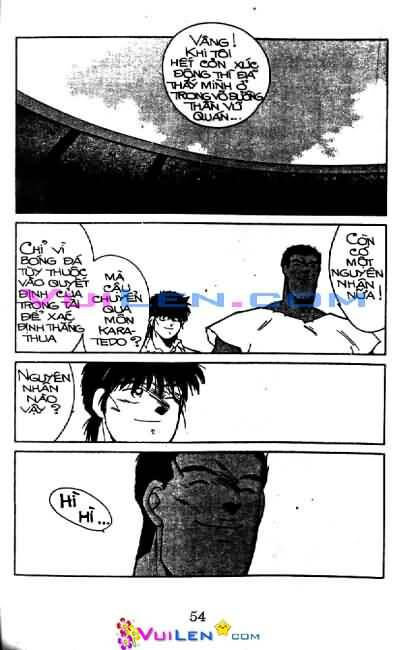 VÂNG!
KHI TÔI
HẾT CƠN XÚC
ĐỘNG THÌ ĐÃ
THẤY MÌNH Ở
TRONG VÕ ĐƯỜNG
THẦN VŨ
QUÁN...
CÒN
CÓ
MỘT
NGUYÊN
NHÂN
NỮA!
MÀ
CẬU
CHUYỂN
QUA
MÔN
KARA-
TEDO?
CHỈ VÌ
BÓNG ĐÁ
TÙY THUỘC
VÀO QUYẾT
ĐỊNH CỦA
TRỌNG TÀI
ĐỂ XÁC
ĐỊNH THẮNG
THUA
VUILEN.COM
NGUYÊN
NHÂN
NÀO
VẬY?
HÌ
HÌ...
54
VUILEN.COM